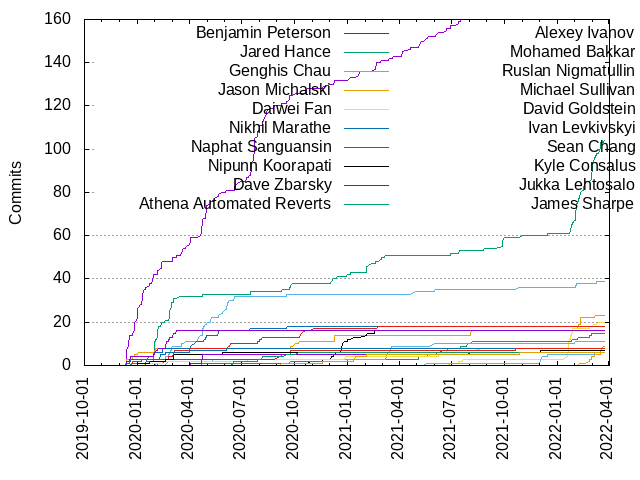 160
140
120
100
80
60
40
20
0
Commits
Benjamin Peterson
Jared Hance
Genghis Chau
Jason Michalski
Daiwei Fan
Nikhil Marathe
Naphat Sanguansin
Nipunn Koorapati
Dave Zbarsky
Athena Automated Reverts
Alexey Ivanov
Mohamed Bakkar
Ruslan Nigmatullin
Michael Sullivan
David Goldstein
Ivan Levkivskyi
Sean Chang
Kyle Consalus
Jukka Lehtosalo
James Sharpe
2019-10-01
2020-01-01
2020-04-01
2020-07-01
2020-10-01
2021-01-01
2021-04-01
2021-07-01
2021-10-01
2022-01-01
2022-04-01